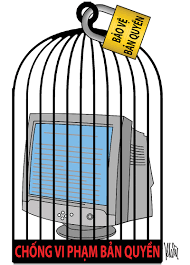 BẢO VỆ
BẢN QUYỀN
CHỐNG VI PHẠM BẢN QUYỀN